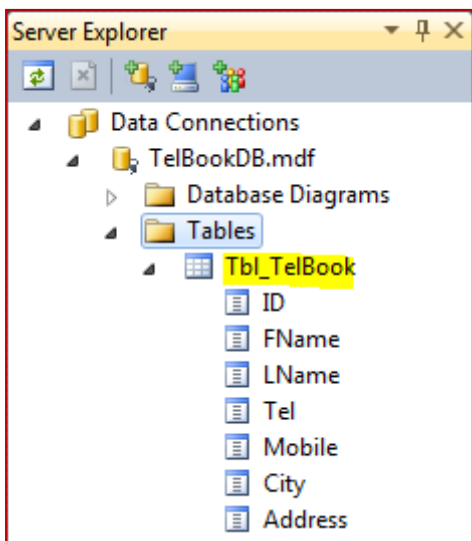 Server Explorer
Data Connections
TelBookDB.mdf
Database Diagrams
Tables
Tbl_TelBook
ID
FName
LName
Tel
Mobile
City
Address